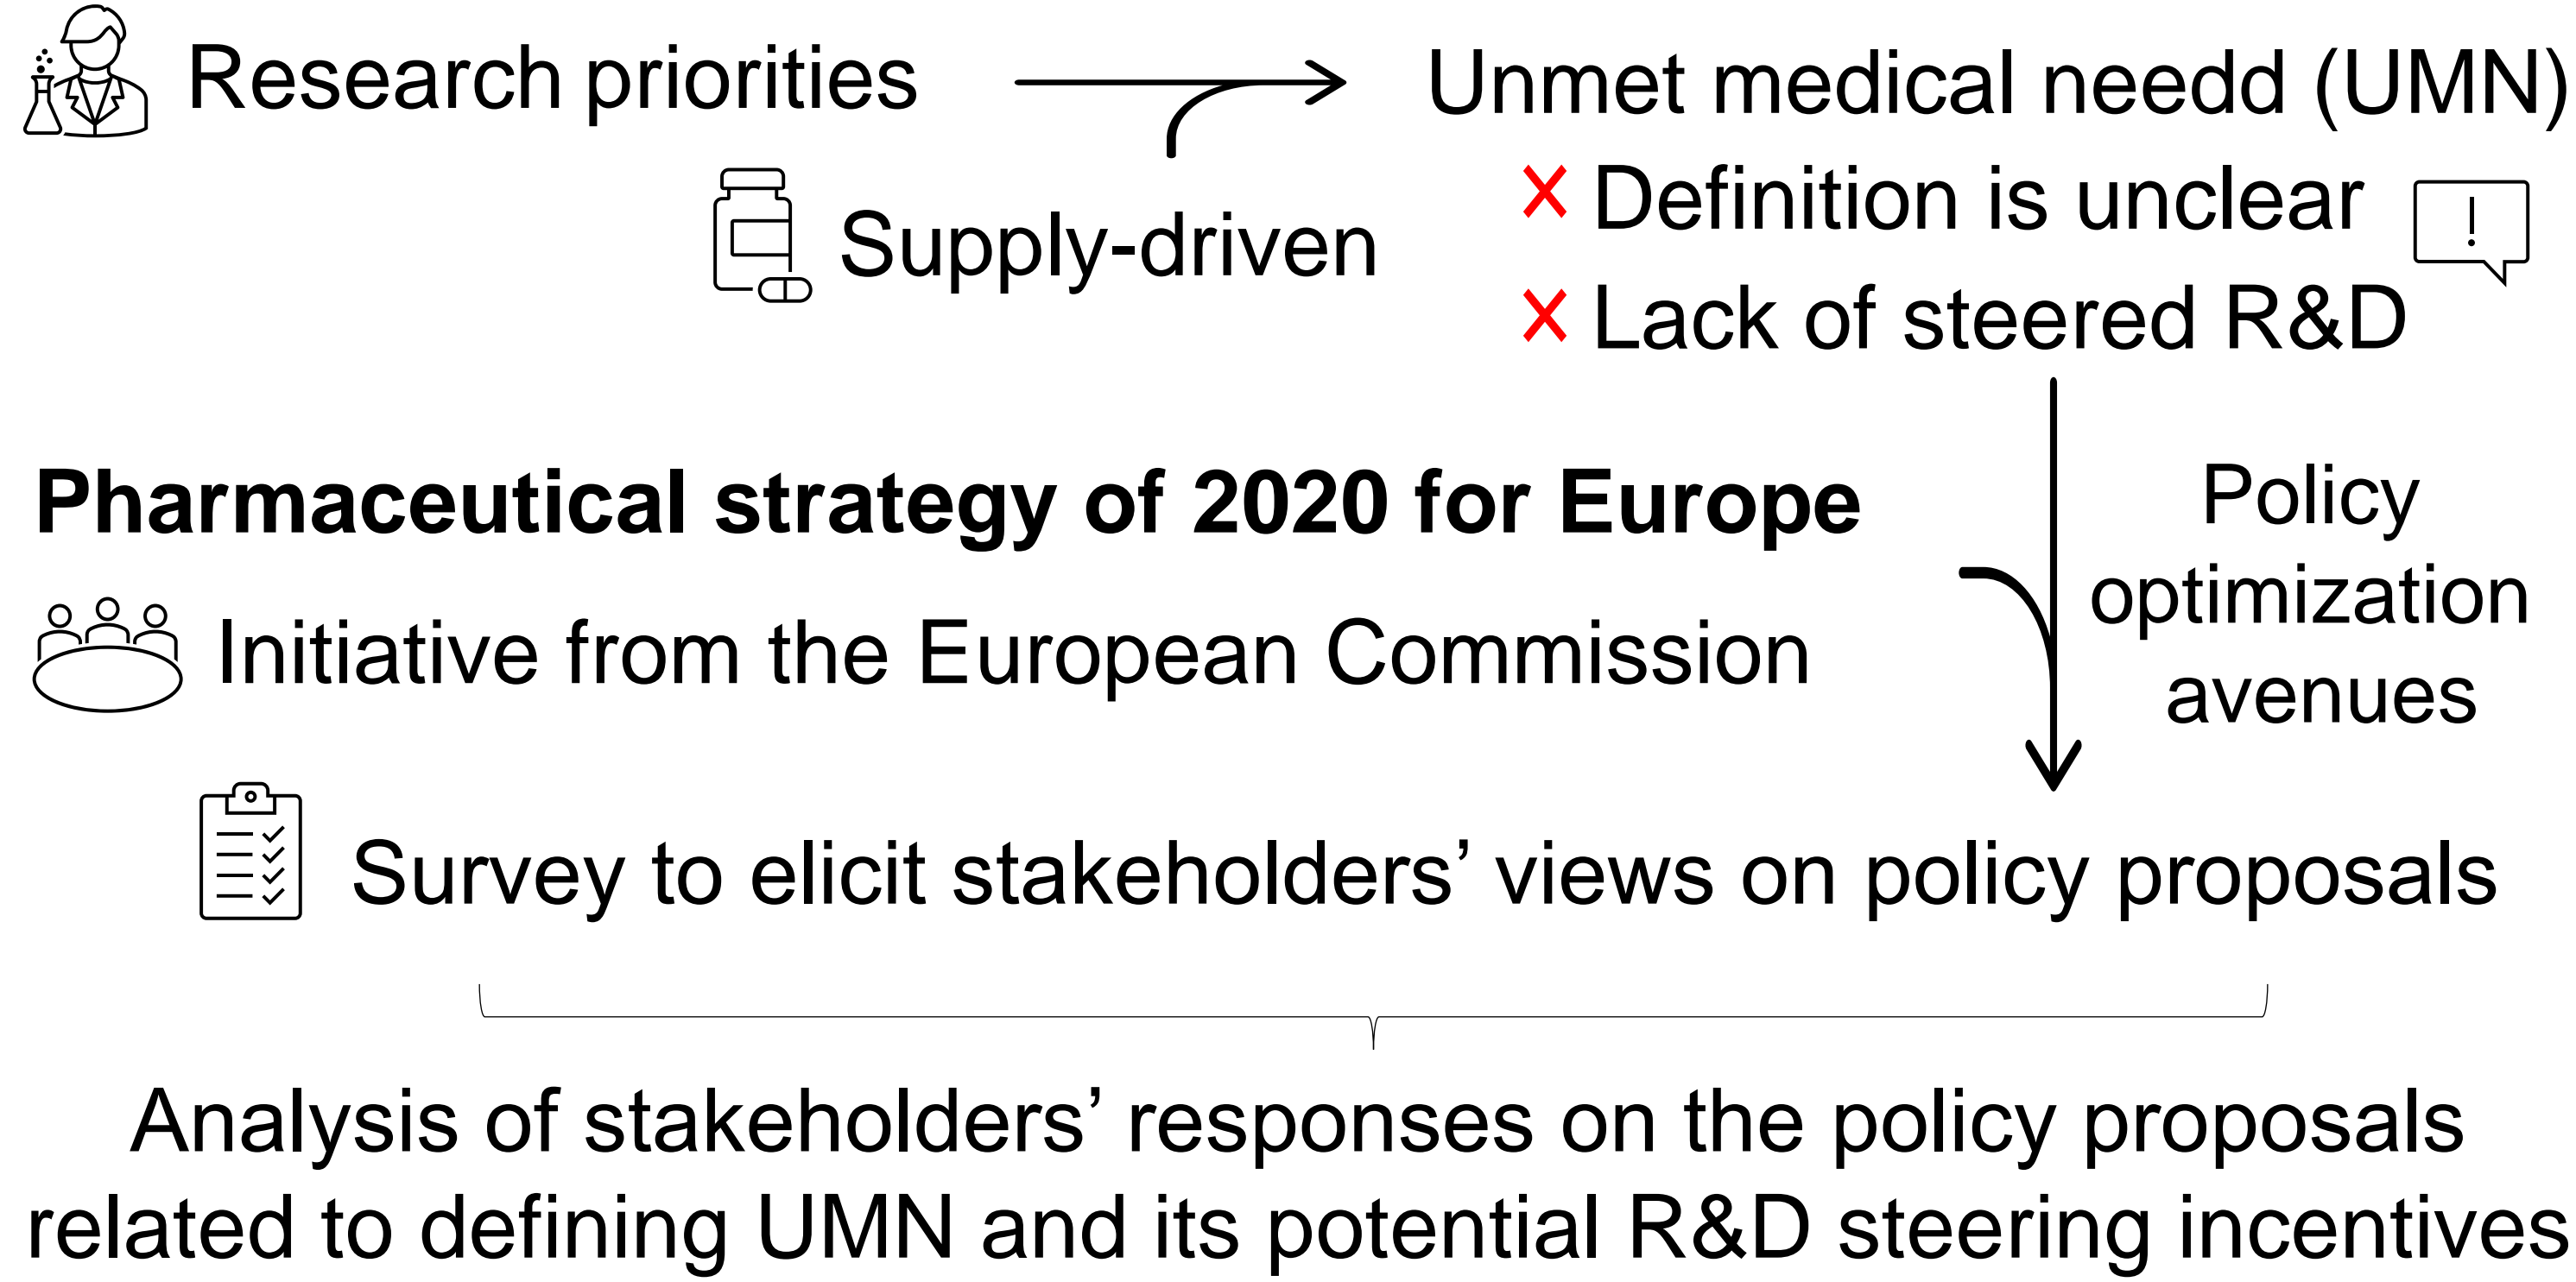 Research priorities
Unmet medical needd (UMN)
Supply-driven
Definition is unclear
!
Lack of steered R&D
Pharmaceutical strategy of 2020 for Europe
Initiative from the European Commission
Policy
optimization
avenues
Survey to elicit stakeholders’ views on policy proposals
Analysis of stakeholders’ responses on the policy proposals
related to defining UMN and its potential R&D steering incentives